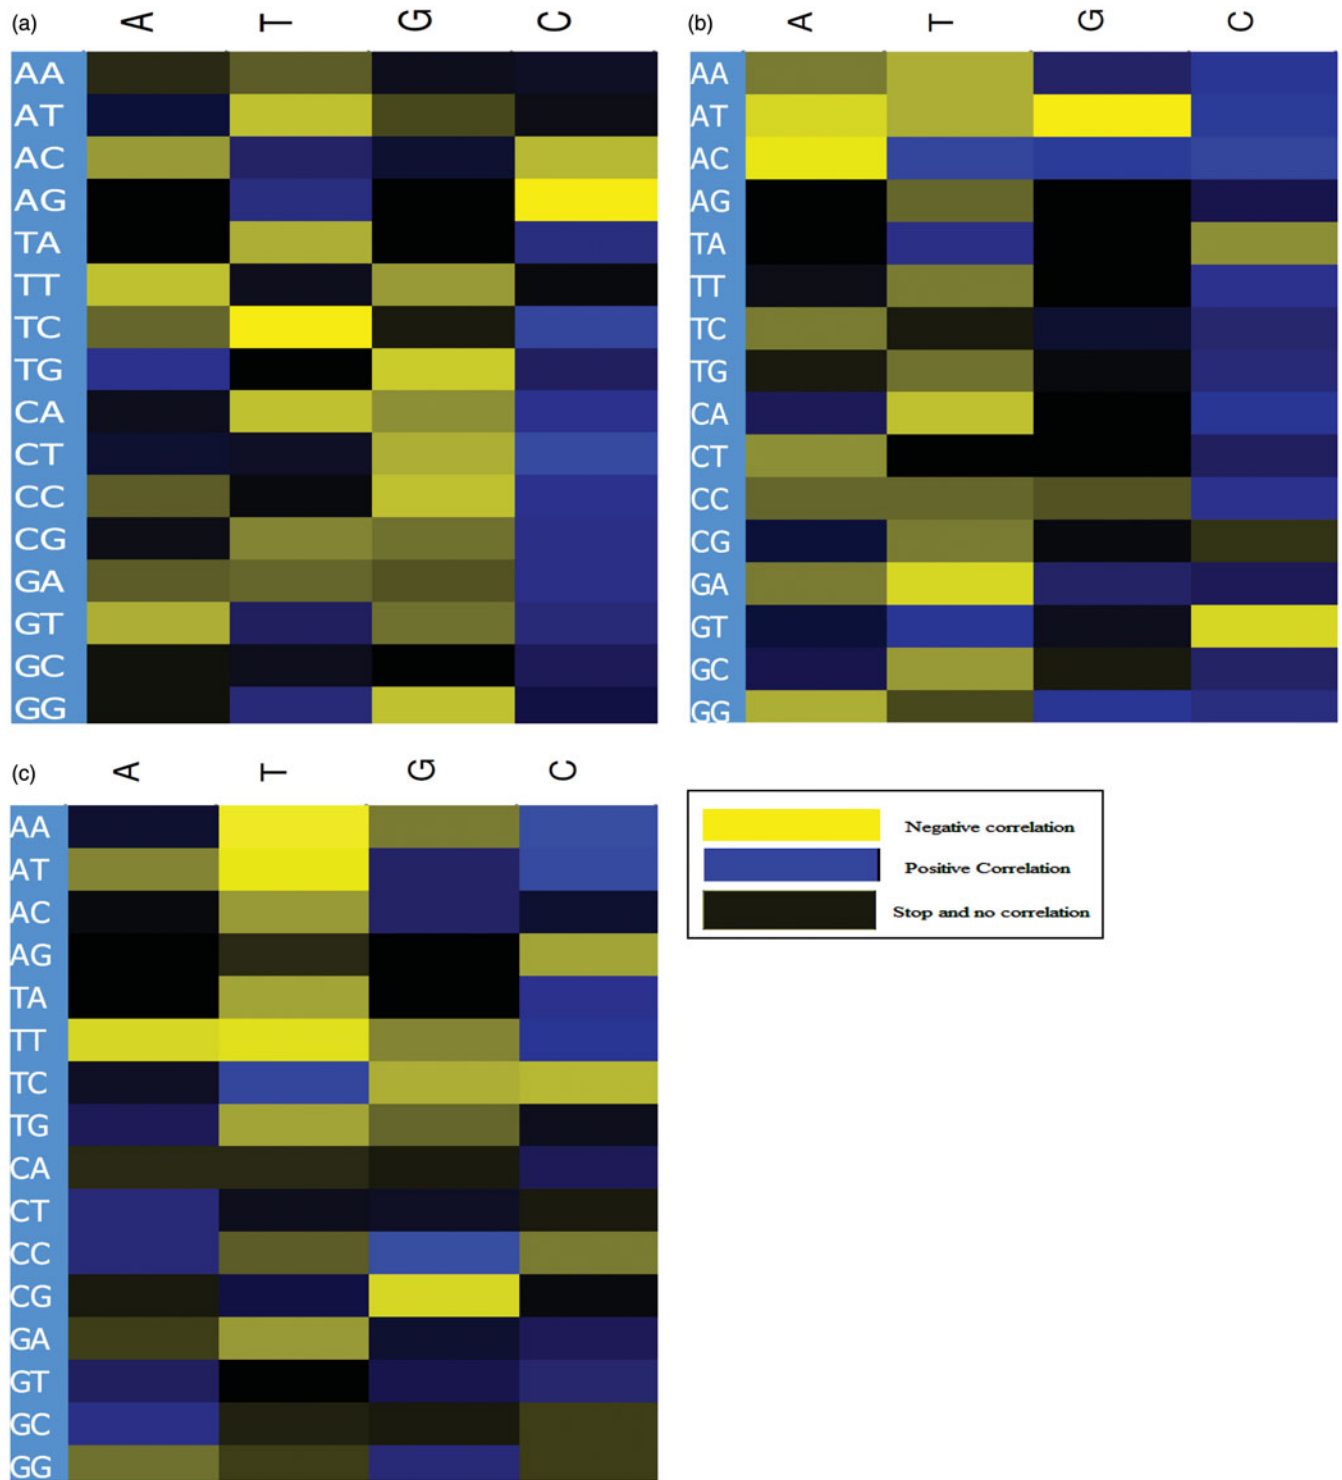 (a) A T G C
AA
AT
AC
AG
TA
TT
TC
TG
CA
CT
CC
CG
GA
GT
GC
GG
(b) A T G C
AA
AT
AC
AG
TA
TT
TC
TG
CA
CT
CC
CG
GA
GT
GC
GG
(c) A T G C
AA
AT
AC
AG
TA
TT
TC
TG
CA
CT
CC
CG
GA
GT
GC
GG
Negative correlation
Positive Correlation
Stop and no correlation